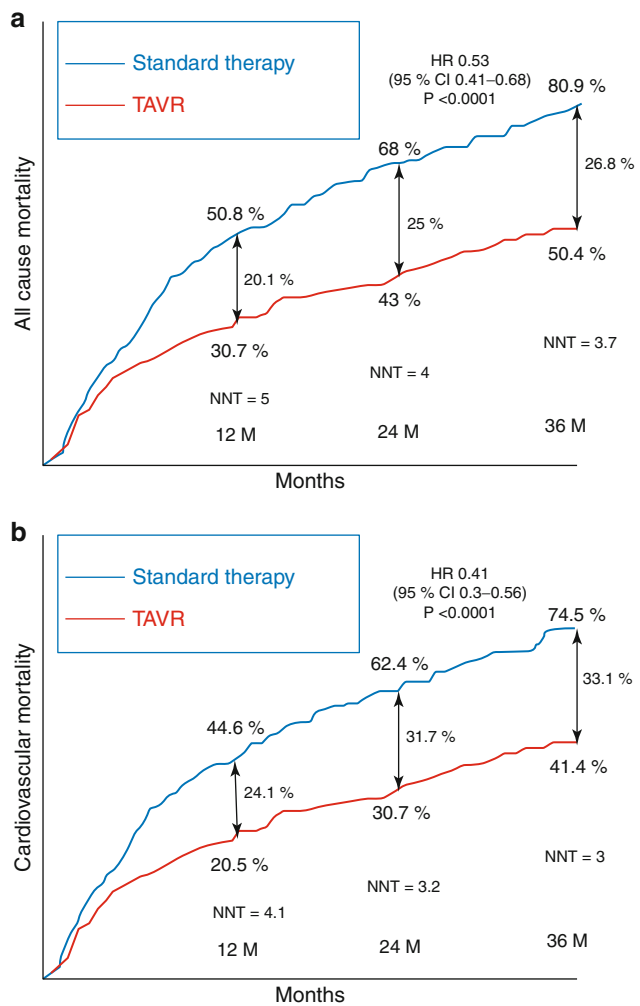 a
Standard therapy
TAVR
HR 0.53
(95 % CI 0.41–0.68)
P <0.0001
80.9 %
68 %
50.8 %
26.8 %
25 %
20.1 %
50.4 %
43 %
30.7 %
NNT = 3.7
NNT = 4
NNT = 5
12 M
24 M
36 M
All cause mortality
Months
b
Standard therapy
TAVR
HR 0.41
(95 % CI 0.3–0.56)
P <0.0001
74.5 %
62.4 %
44.6 %
33.1 %
31.7 %
24.1 %
41.4 %
30.7 %
20.5 %
NNT = 3
NNT = 3.2
NNT = 4.1
12 M
24 M
36 M
Cardiovascular mortality
Months